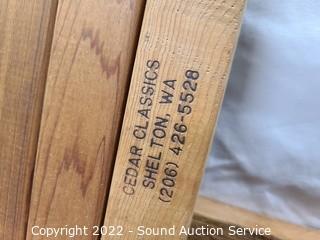 CEDAR CLASSICS
SHELTON, WA
(206) 426-5528
Copyright 2022 - Sound Auction Service